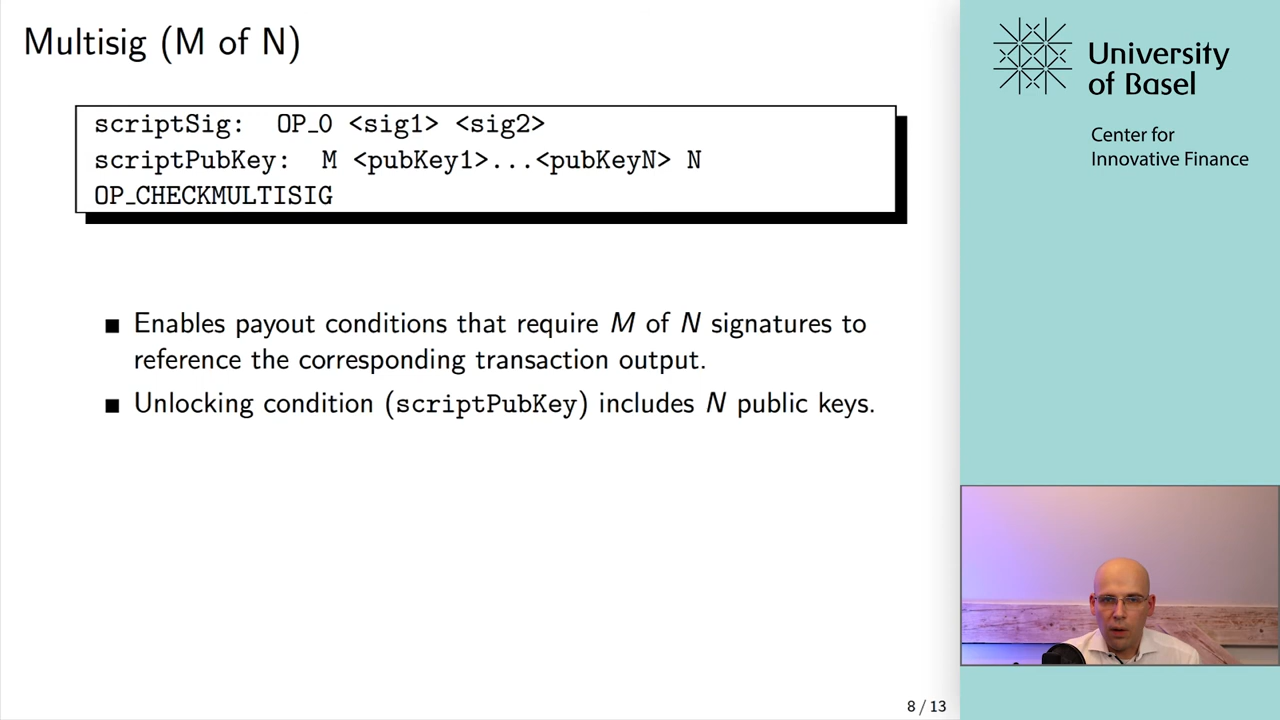 Multisig (M of N)
scriptSig: OP_0 <sig1> <sig2>
scriptPubKey: M <pubKey1>...<pubKeyN> N
OP_CHECKMULTISIG
■ Enables payout conditions that require M of N signatures to
reference the corresponding transaction output.
■ Unlocking condition (scriptPubKey) includes N public keys.
8 / 13
University
of Basel
Center for
Innovative Finance